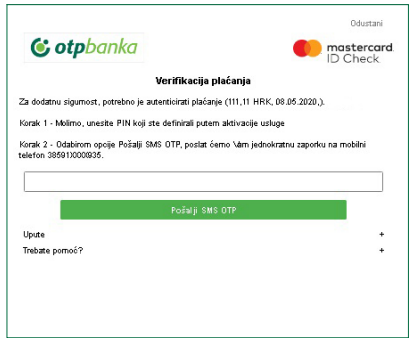 Odustani
otpbanka
mastercard.
ID Check
Verifikacija plaćanja
Za dodatnu sigurnost, potrebno je autenticirati plaćanje (111,11 HRK, 08.05.2020,).
Korak 1 - Molimo, unesite PIN koji ste definirali putem aktivacije usluge
Korak 2 - Odabirom opcije Pošalji SMS OTP, poslat ćemo Vam jednokratnu zaporku na mobilni
telefon
Pošalji SMS OTP
Upute +
Trebate pomoć? +